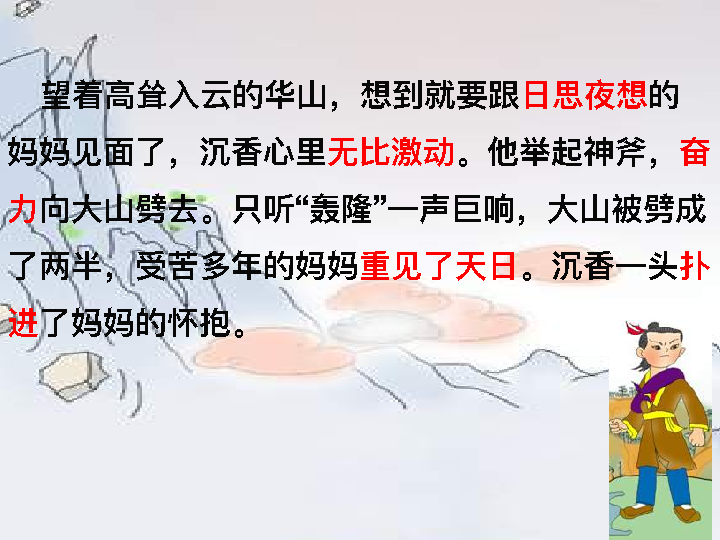 望着高耸入云的华山，想到就要跟日思夜想的
妈妈见面了，沉香心里无比激动。他举起神斧，奋
力向大山劈去。只听“轰隆”一声巨响，大山被劈成
了两半，受苦多年的妈妈重见了天日。沉香一头扑
进了妈妈的怀抱。